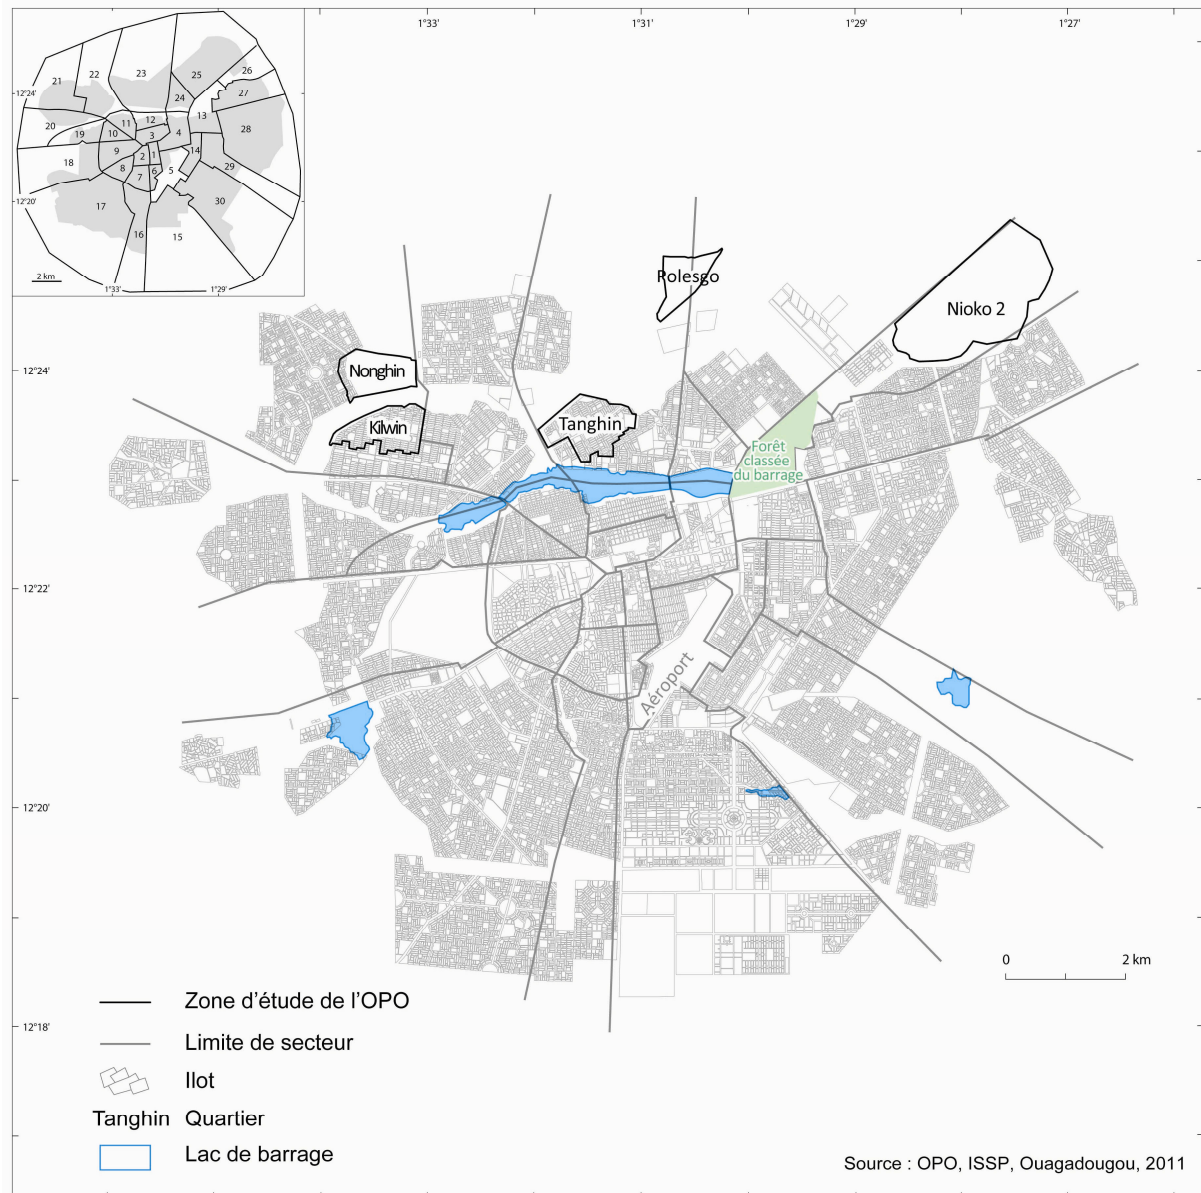 1°33'
1°31'
1°29'
1°27'
21
22
23
25
26
27
24
12°24'
20
19
10
11
12
13
3
4
28
18
9
2
1
14
8
7
6
5
29
12°20'
17
30
16
15
2 km
1°33'
1°29'
Polesgo
Nioko 2
12°24'
Nonghin
Kilwin
Tanghin
Forêt
classée
du barrage
12°22'
Aéroport
12°20'
0 2 km
12°18'
Zone d’étude de l’OPO
Limite de secteur
Ilot
Tanghin Quartier
Lac de barrage
Source : OPO, ISSP, Ouagadougou, 2011